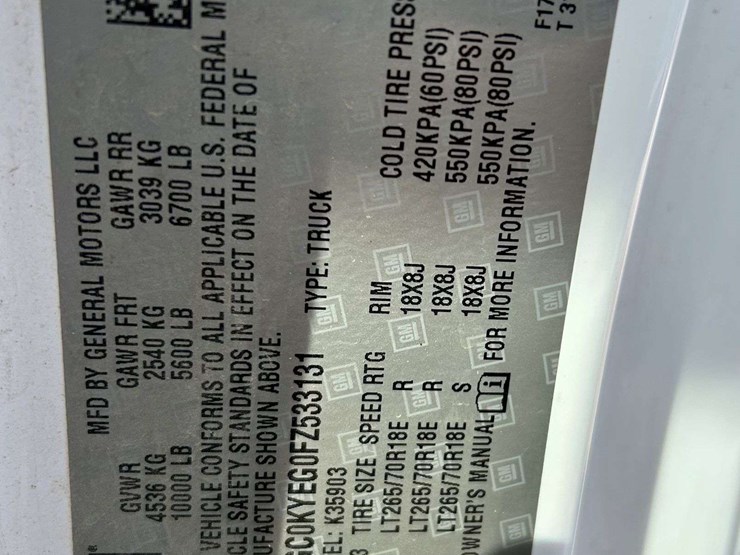 MFD BY GENERAL MOTORS LLC
GVWR GAWR FRT GAWR RR
4536 KG 2540 KG 3039 KG
10000 LB 5600 LB 6700 LB
VEHICLE CONFORMS TO ALL APPLICABLE U.S. FEDERAL M
CLE SAFETY STANDARDS IN EFFECT ON THE DATE OF
UFACTURE SHOWN ABOVE.
GC0KYEG0FZ533131 TYPE: TRUCK
EL: K35903
TIRE SIZE SPEED RTG RIM COLD TIRE PRESS
LT265/70R18E R 18X8J 420KPA(60PSI)
LT265/70R18E R 18X8J 550KPA(80PSI)
LT265/70R18E S 18X8J 550KPA(80PSI)
OWNER'S MANUAL i FOR MORE INFORMATION.
F17
T 3